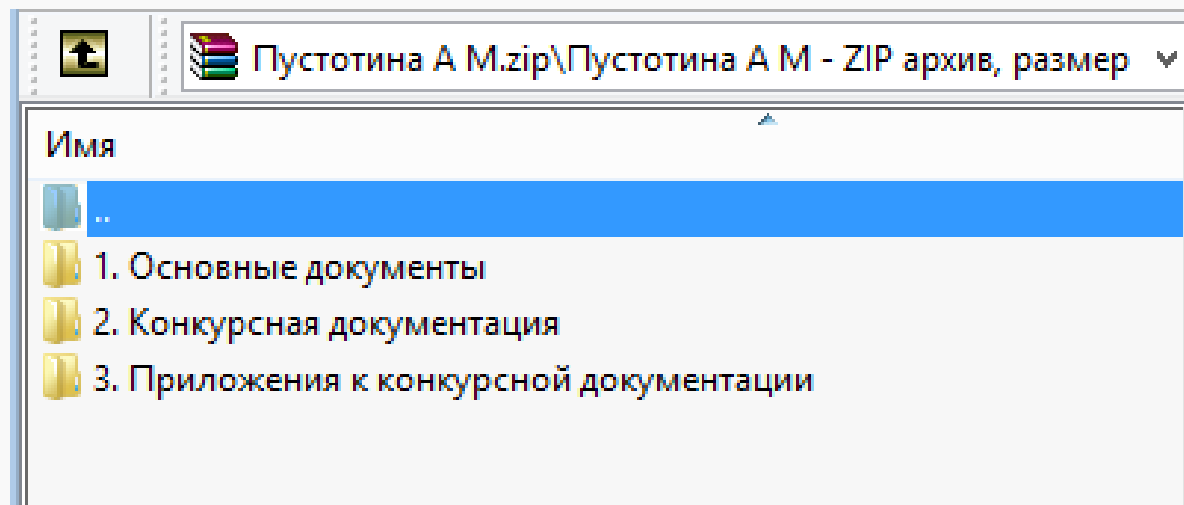 Пустотина А М.zip\Пустотина А М - ZIP архив, размер
Имя
..
1. Основные документы
2. Конкурсная документация
3. Приложения к конкурсной документации